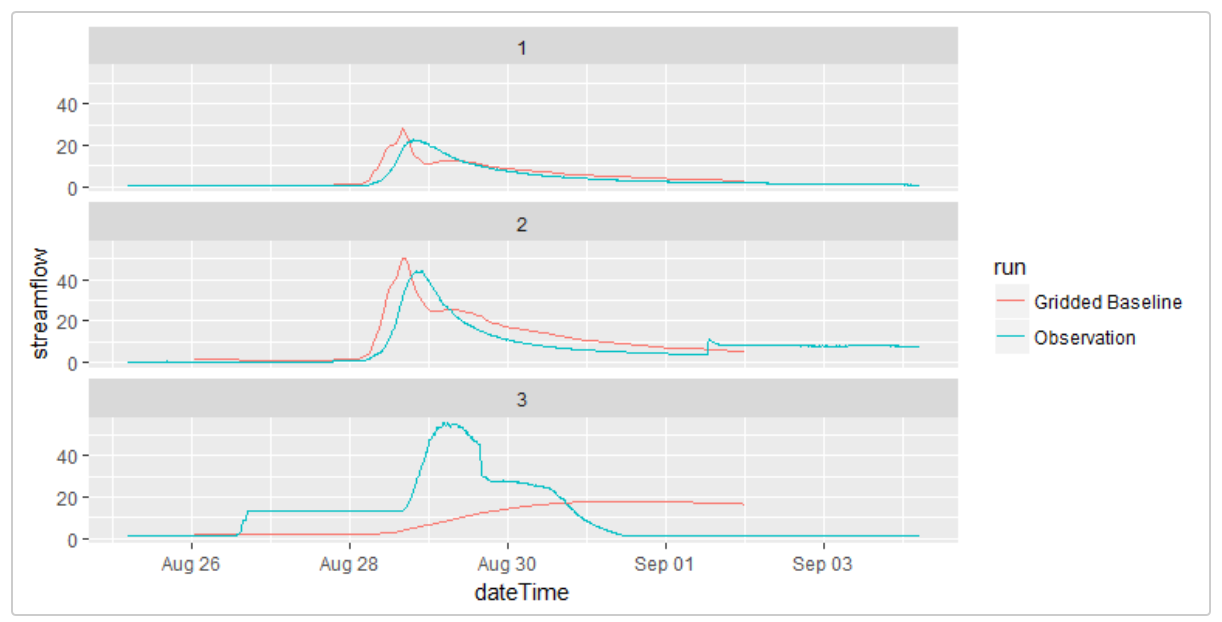 1
40
20
0
2
40
20
0
3
40
20
0
Aug 26 Aug 28 Aug 30 Sep 01 Sep 03
dateTime
streamflow
run
Gridded Baseline
Observation